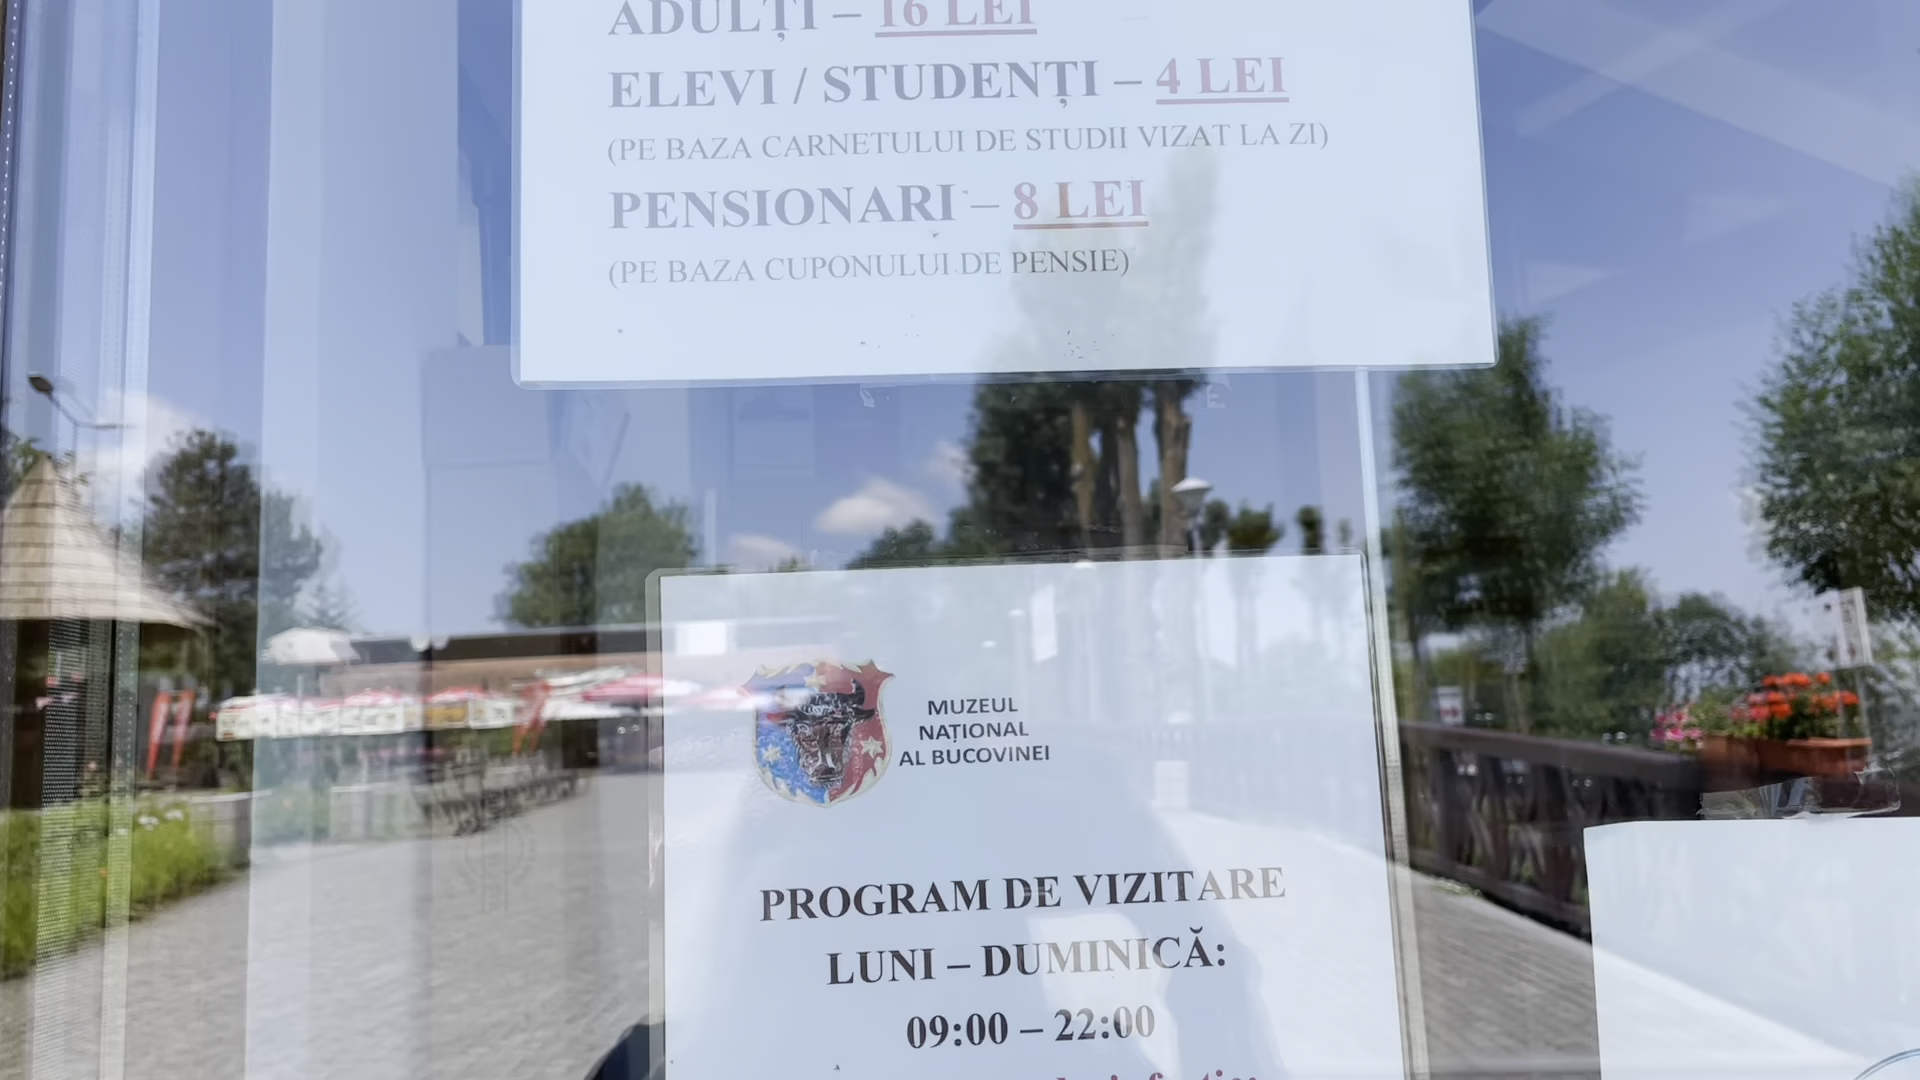 ADULȚI – 16 LEI
ELEVI / STUDENȚI – 4 LEI
(PE BAZA CARNETULUI DE STUDII VIZAT LA ZI)
PENSIONARI – 8 LEI
(PE BAZA CUPONULUI DE PENSIE)
MUZEUL
NAȚIONAL
AL BUCOVINEI
PROGRAM DE VIZITARE
LUNI – DUMINICĂ:
09:00 – 22:00